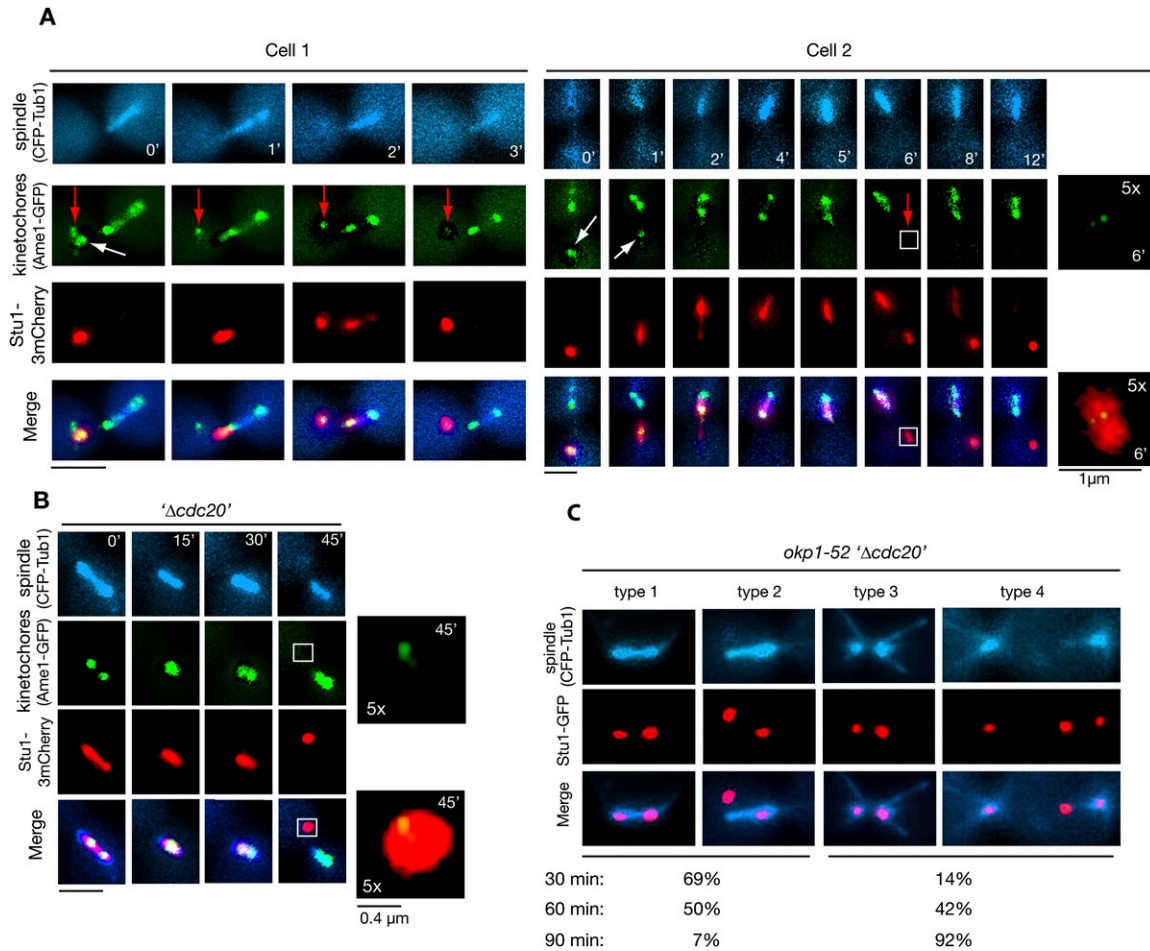 A
Cell 1
Cell 2
spindle
(CFP-Tub1)
0’
1’
2’
3’
0’
1’
2’
4’
5’
6’
8’
12’
kinetochores
(Ame1-GFP)
5x
6’
Stu1-
3mCherry
Merge
5x
6’
1µm
B
‘Δcdc20’
spindle
(CFP-Tub1)
0’
15’
30’
45’
kinetochores
(Ame1-GFP)
45’
5x
Stu1-
3mCherry
Merge
45’
5x
0.4 µm
C
okp1-52 ‘Δcdc20’
type 1
type 2
type 3
type 4
spindle
(CFP-Tub1)
Stu1-GFP
Merge
30 min: 69% 14%
60 min: 50% 42%
90 min: 7% 92%